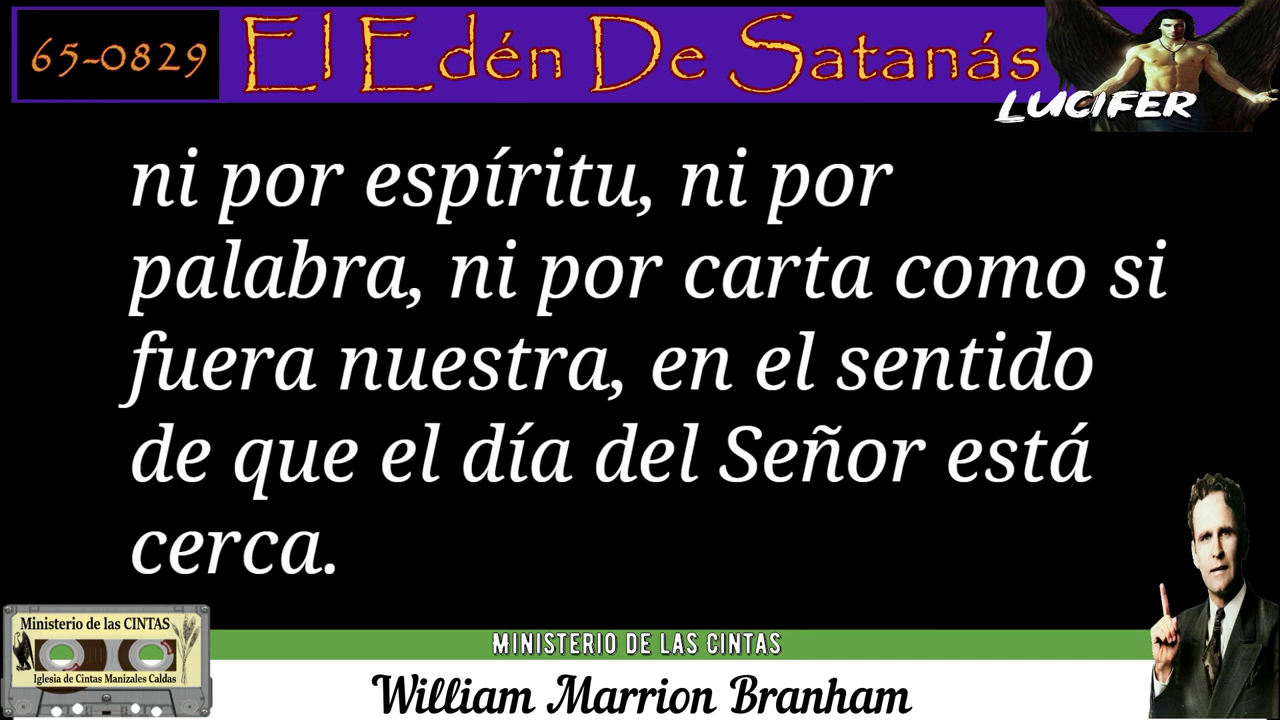 65-0829
El Edén De Satanás
LUCIFER
ni por espíritu, ni por
palabra, ni por carta como si
fuera nuestra, en el sentido
de que el día del Señor está
cerca.
Ministerio de las CINTAS
Iglesia de Cintas Manizales Caldas
MINISTERIO DE LAS CINTAS
William Marrion Branham